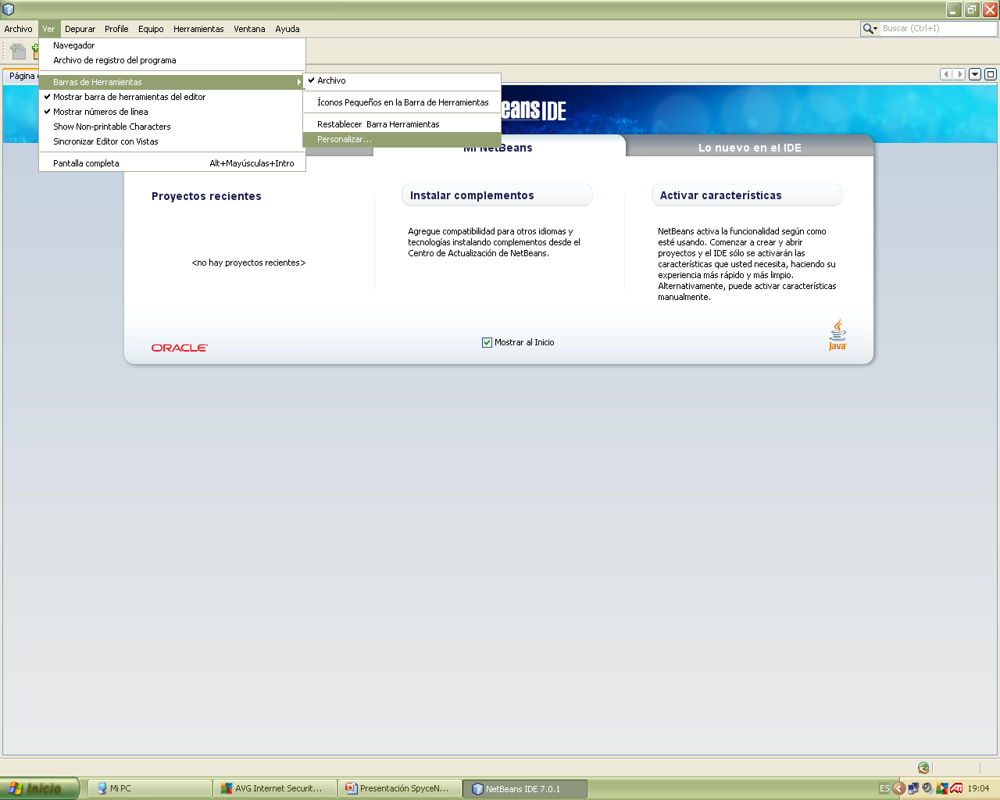 Archivo Ver Depurar Profile Equipo Herramientas Ventana Ayuda
Buscar (Ctrl+I)
Navegador
Archivo de registro del programa
Barras de Herramientas
Mostrar barra de herramientas del editor
Mostrar números de línea
Show Non-printable Characters
Sincronizar Editor con Vistas
Pantalla completa Alt+Mayúsculas+Intro
Archivo
Íconos Pequeños en la Barra de Herramientas
Restablecer Barra Herramientas
Personalizar...
Página
eans IDE
Mi NetBeans
Lo nuevo en el IDE
Proyectos recientes
<no hay proyectos recientes>
Instalar complementos
Agregue compatibilidad para otros idiomas y
tecnologías instalando complementos desde el
Centro de Actualización de NetBeans.
Activar características
NetBeans activa la funcionalidad según como
esté usando. Comenzar a crear y abrir
proyectos y el IDE sólo se activarán las
características que usted necesita, haciendo su
experiencia más rápido y más limpio.
Alternativamente, puede activar características
manualmente.
ORACLE
Mostrar al Inicio
Java
Inicio
Mi PC
AVG Internet Securit...
Presentación SpyceN...
NetBeans IDE 7.0.1
ES
19:04